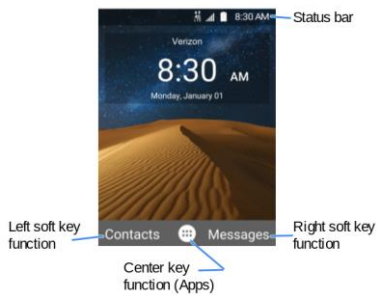 8:30 AM
Status bar
Verizon
8:30 AM
Monday, January 01
Left soft key
function
Contacts
Messages
Right soft key
function
Center key
function (Apps)